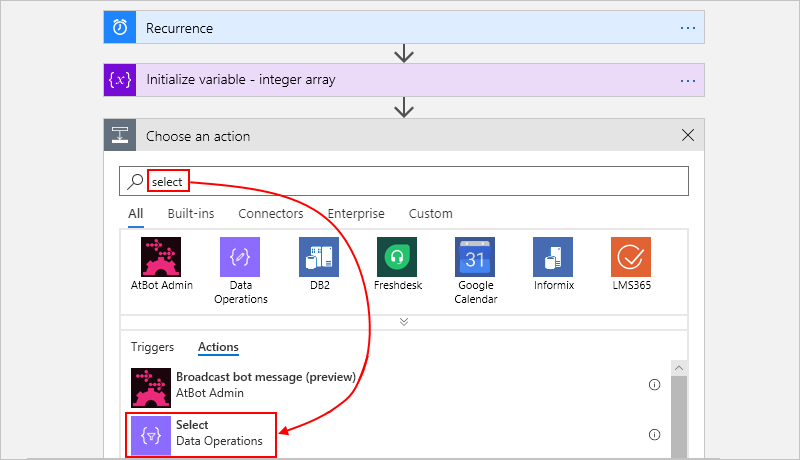 Recurrence
{x} Initialize variable - integer array
Choose an action
select
All Built-ins Connectors Enterprise Custom
31
AtBot Admin Data Operations DB2 Freshdesk Google Calendar Informix LMS365
Triggers Actions
Broadcast bot message (preview)
AtBot Admin
Select
Data Operations